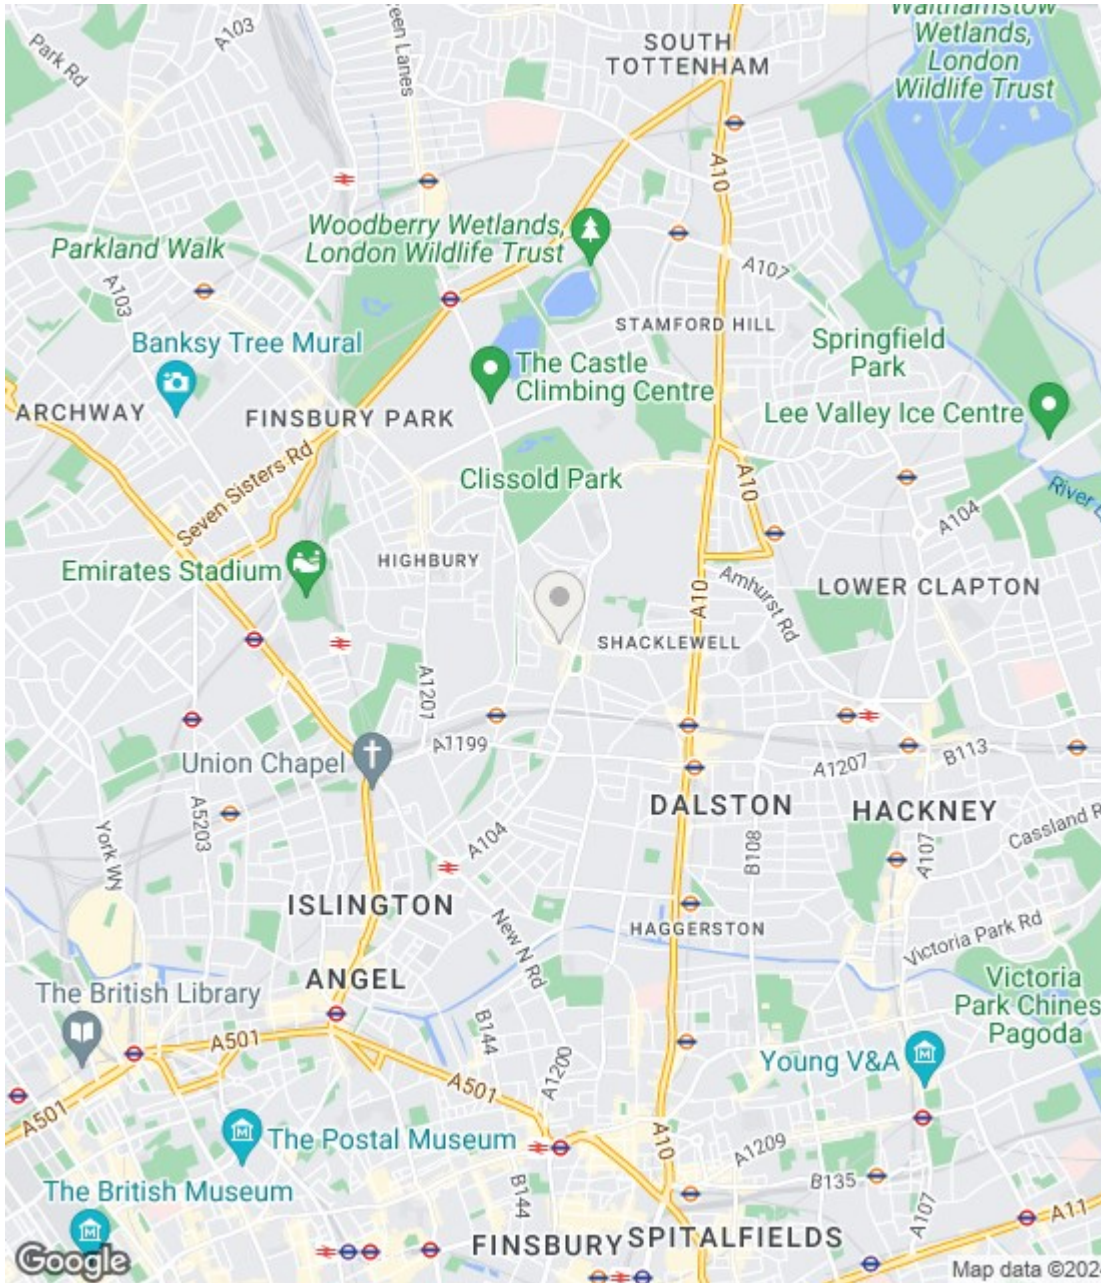 Walthamstow
Wetlands,
London
Wildlife Trust
A103
Park Rd
een Lanes
SOUTH
TOTTENHAM
A10
Woodberry Wetlands,
London Wildlife Trust
Parkland Walk
A103
A107
STAMFORD HILL
Banksy Tree Mural
Springfield
Park
The Castle
Climbing Centre
ARCHWAY
FINSBURY PARK
Lee Valley Ice Centre
Seven Sisters Rd
Clissold Park
A10
River L
A104
HIGHBURY
Emirates Stadium
LOWER CLAPTON
Amhurst Rd
A10
SHACKLEWELL
A1207
A1199
Union Chapel
B113
A1207
A5203
York WN
DALSTON
HACKNEY
A104
B108
A107
Cassland R
ISLINGTON
New N Rd
HAGGERSTON
Victoria Park Rd
ANGEL
The British Library
Victoria
Park Chines
Pagoda
A501
B144
A1200
Young V&A
A501
A501
The Postal Museum
A10
A1209
B135
The British Museum
B144
A107
A11
FINSBURY
SPITALFIELDS
Google
Map data ©202